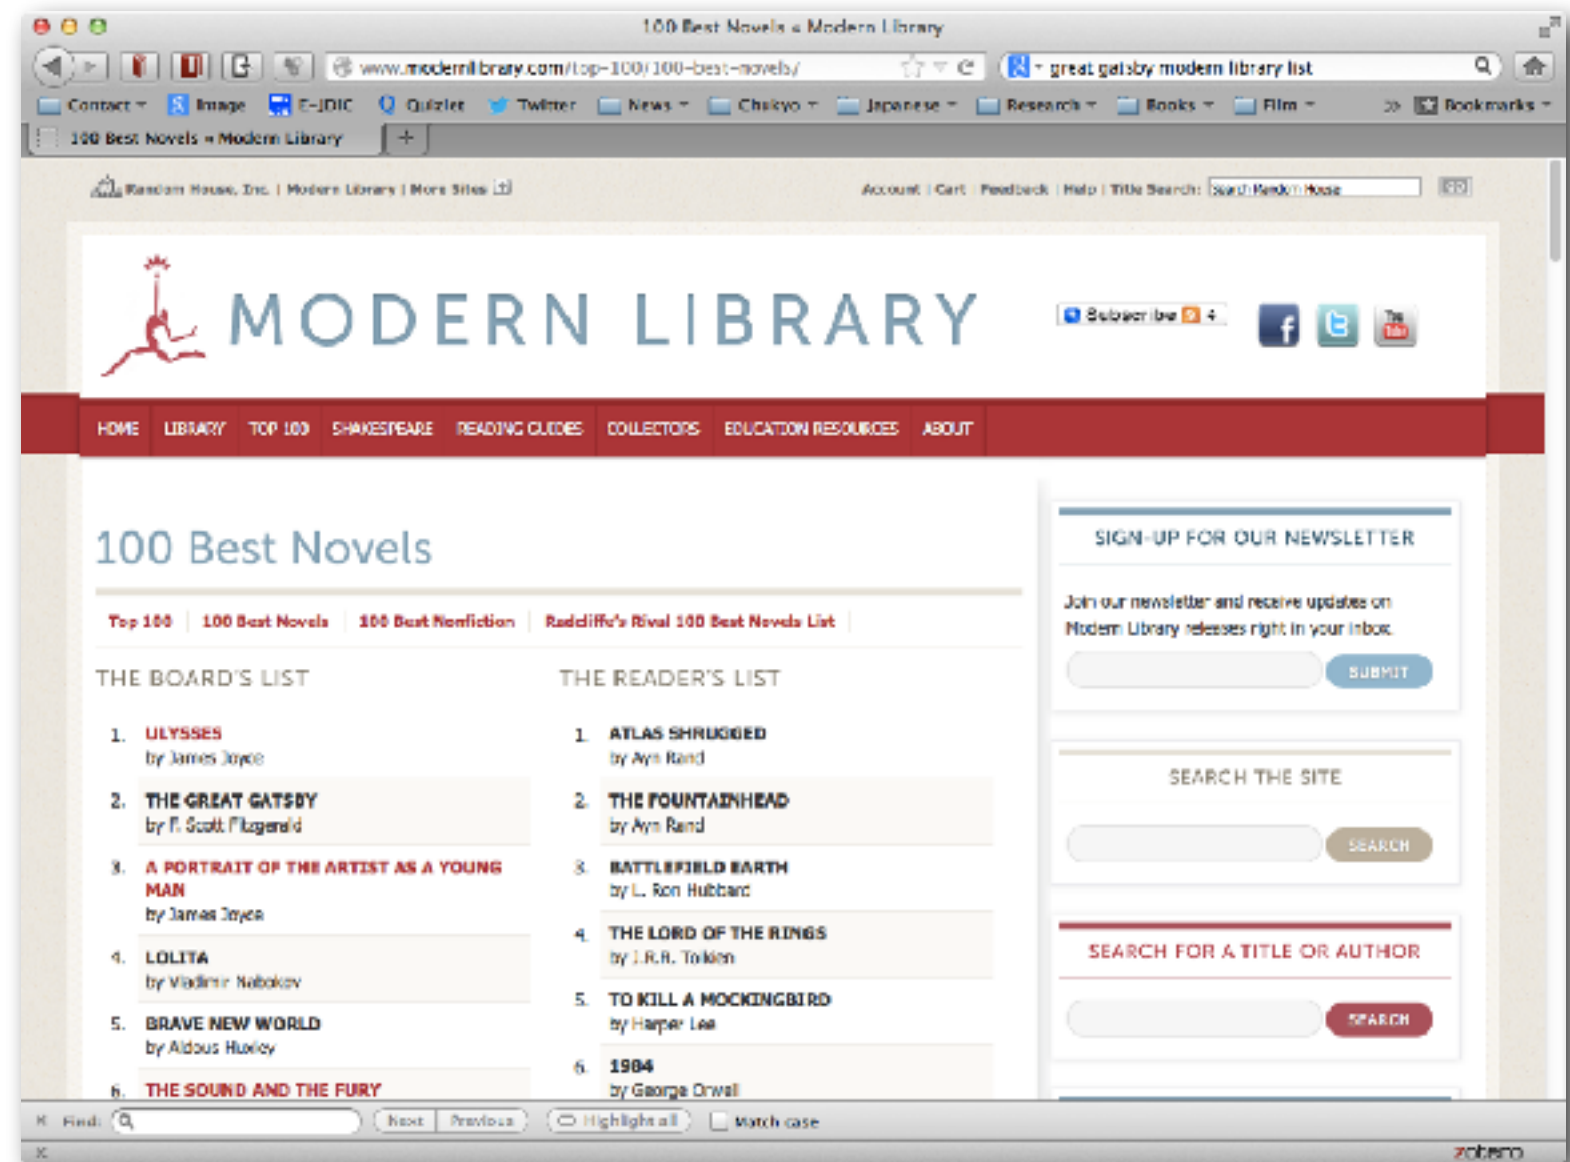 100 Best Novels « Modern Library
www.modernlibrary.com/top-100/100-best-novels/
great gatsby modern library list
Contact Image E-JDIC Quizlet Twitter News Chukyo Japanese Research Books Film » Bookmarks
100 Best Novels « Modern Library +
Random House, Inc. | Modern Library | More Sites
Account | Cart | Feedback | Help | Title Search: Search Random House GO
MODERN LIBRARY
Subscribe 4
f
You Tube
HOME LIBRARY TOP 100 SHAKESPEARE READING GUIDES COLLECTORS EDUCATION RESOURCES ABOUT
100 Best Novels
Top 100 100 Best Novels 100 Best Nonfiction Radcliffe's Rival 100 Best Novels List
THE BOARD'S LIST
1. ULYSSES
by James Joyce
2. THE GREAT GATSBY
by F. Scott Fitzgerald
3. A PORTRAIT OF THE ARTIST AS A YOUNG
MAN
by James Joyce
4. LOLITA
by Vladimir Nabokov
5. BRAVE NEW WORLD
by Aldous Huxley
6. THE SOUND AND THE FURY
THE READER'S LIST
1. ATLAS SHRUGGED
by Ayn Rand
2. THE FOUNTAINHEAD
by Ayn Rand
3. BATTLEFIELD EARTH
by L. Ron Hubbard
4. THE LORD OF THE RINGS
by J.R.R. Tolkien
5. TO KILL A MOCKINGBIRD
by Harper Lee
6. 1984
by George Orwell
SIGN-UP FOR OUR NEWSLETTER
Join our newsletter and receive updates on
Modern Library releases right in your inbox.
SUBMIT
SEARCH THE SITE
SEARCH
SEARCH FOR A TITLE OR AUTHOR
SEARCH
Find: Next Previous Highlight all Match case
zotero